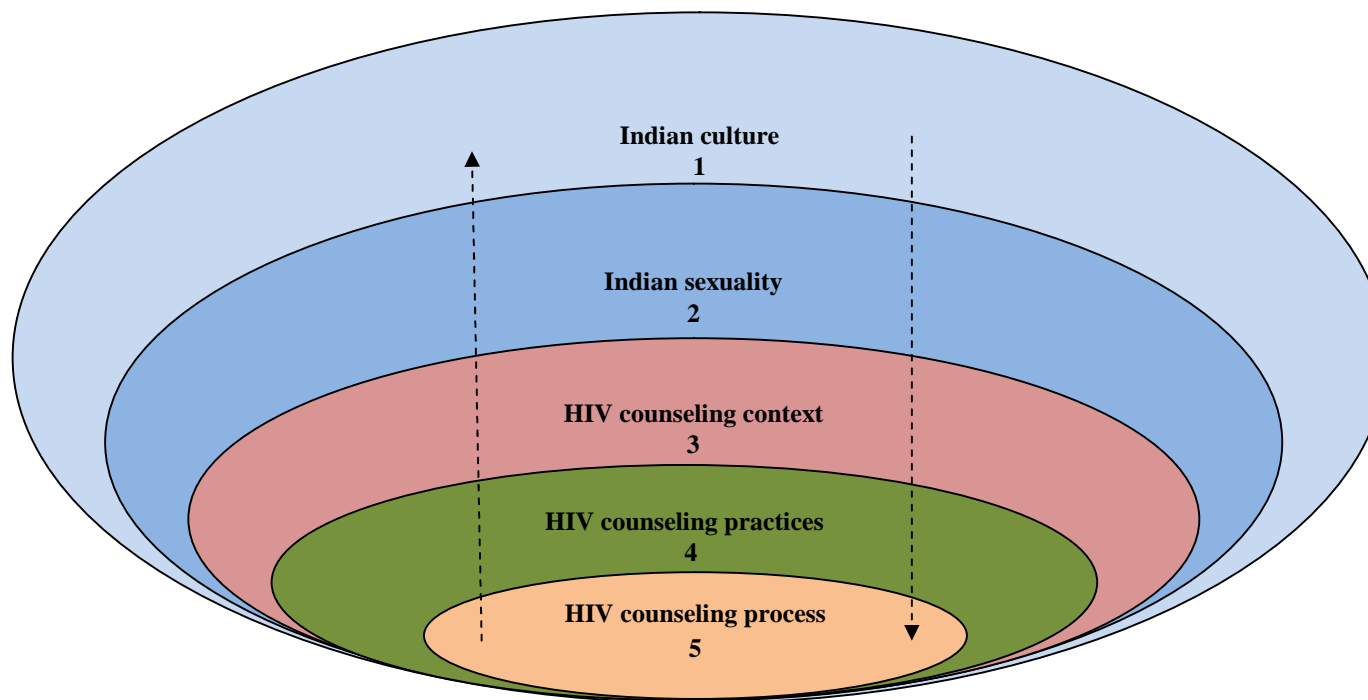 Indian culture
1
Indian sexuality
2
HIV counseling context
3
HIV counseling practices
4
HIV counseling process
5